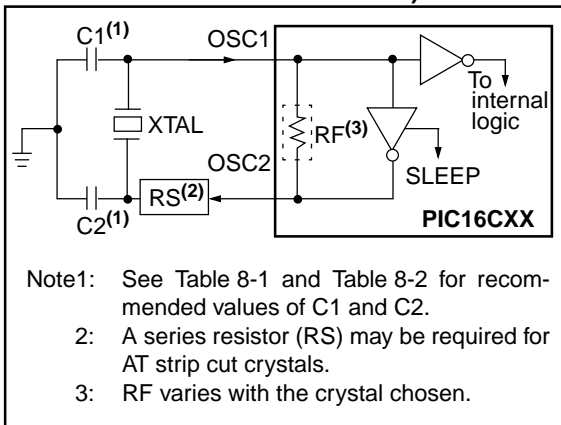 C1(1)
OSC1
To
internal
logic
XTAL
RF(3)
OSC2
SLEEP
RS(2)
C2(1)
PIC16CXX
Note1: See Table 8-1 and Table 8-2 for recom-
mended values of C1 and C2.
2: A series resistor (RS) may be required for
AT strip cut crystals.
3: RF varies with the crystal chosen.